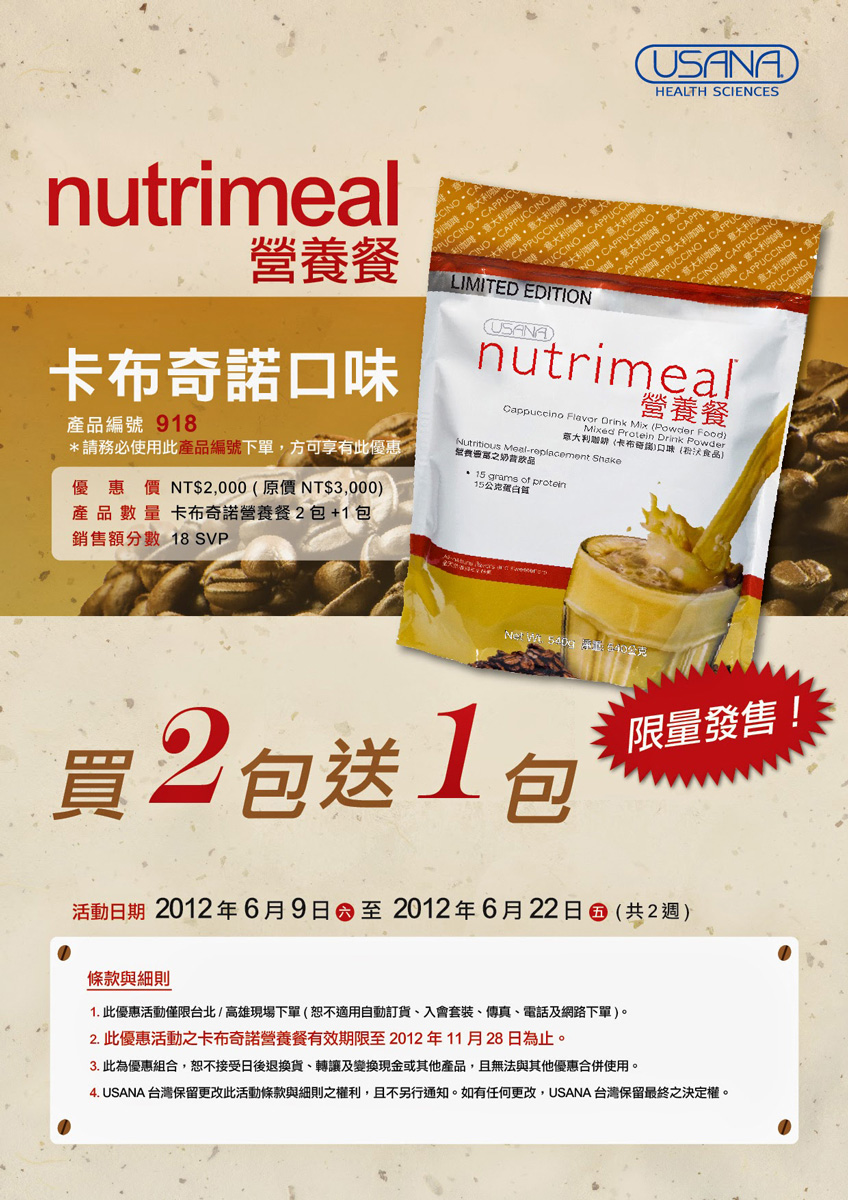 USANA
HEALTH SCIENCES
nutrimeal
營養餐
卡布奇諾口味
產品編號 918
＊請務必使用此產品編號下單，方可享有此優惠
優惠價 NT$2,000 ( 原價 NT$3,000)
產品數量 卡布奇諾營養餐 2 包 +1 包
銷售額分數 18 SVP
LIMITED EDITION
USANA
nutrimeal
營養餐
Cappuccino Flavor Drink Mix (Powder Food)
Mixed Protein Drink Powder
意大利咖啡 (卡布奇諾)口味 (粉狀食品)
Nutritious Meal-replacement Shake
營養豐富之奶昔飲品
• 15 grams of protein
15公克蛋白質
Net Wt. 540g 淨重 540公克
限量發售！
買2包送1包
活動日期 2012 年 6 月 9 日 六 至 2012 年 6 月 22 日 五 ( 共 2 週 )
條款與細則
1. 此優惠活動僅限台北 / 高雄現場下單 ( 恕不適用自動訂貨、入會套裝、傳真、電話及網路下單 )。
2. 此優惠活動之卡布奇諾營養餐有效期限至 2012 年 11 月 28 日為止。
3. 此為優惠組合，恕不接受日後退換貨、轉讓及變換現金或其他產品，且無法與其他優惠合併使用。
4. USANA 台灣保留更改此活動條款與細則之權利，且不另行通知。如有任何更改，USANA 台灣保留最終之決定權。